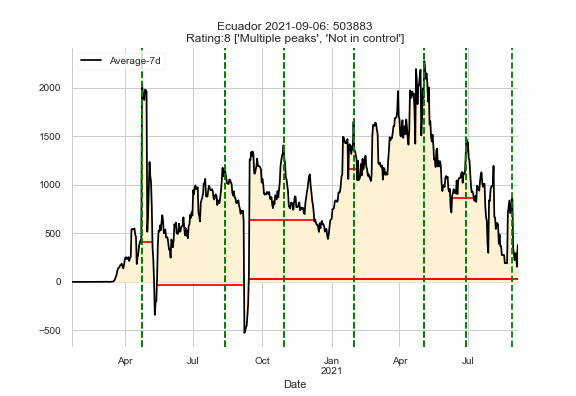 Ecuador 2021-09-06: 503883
Rating:8 ['Multiple peaks', 'Not in control']
Average-7d
2000
1500
1000
500
0
−500
Apr
Jul
Oct
Jan
2021
Apr
Jul
Date